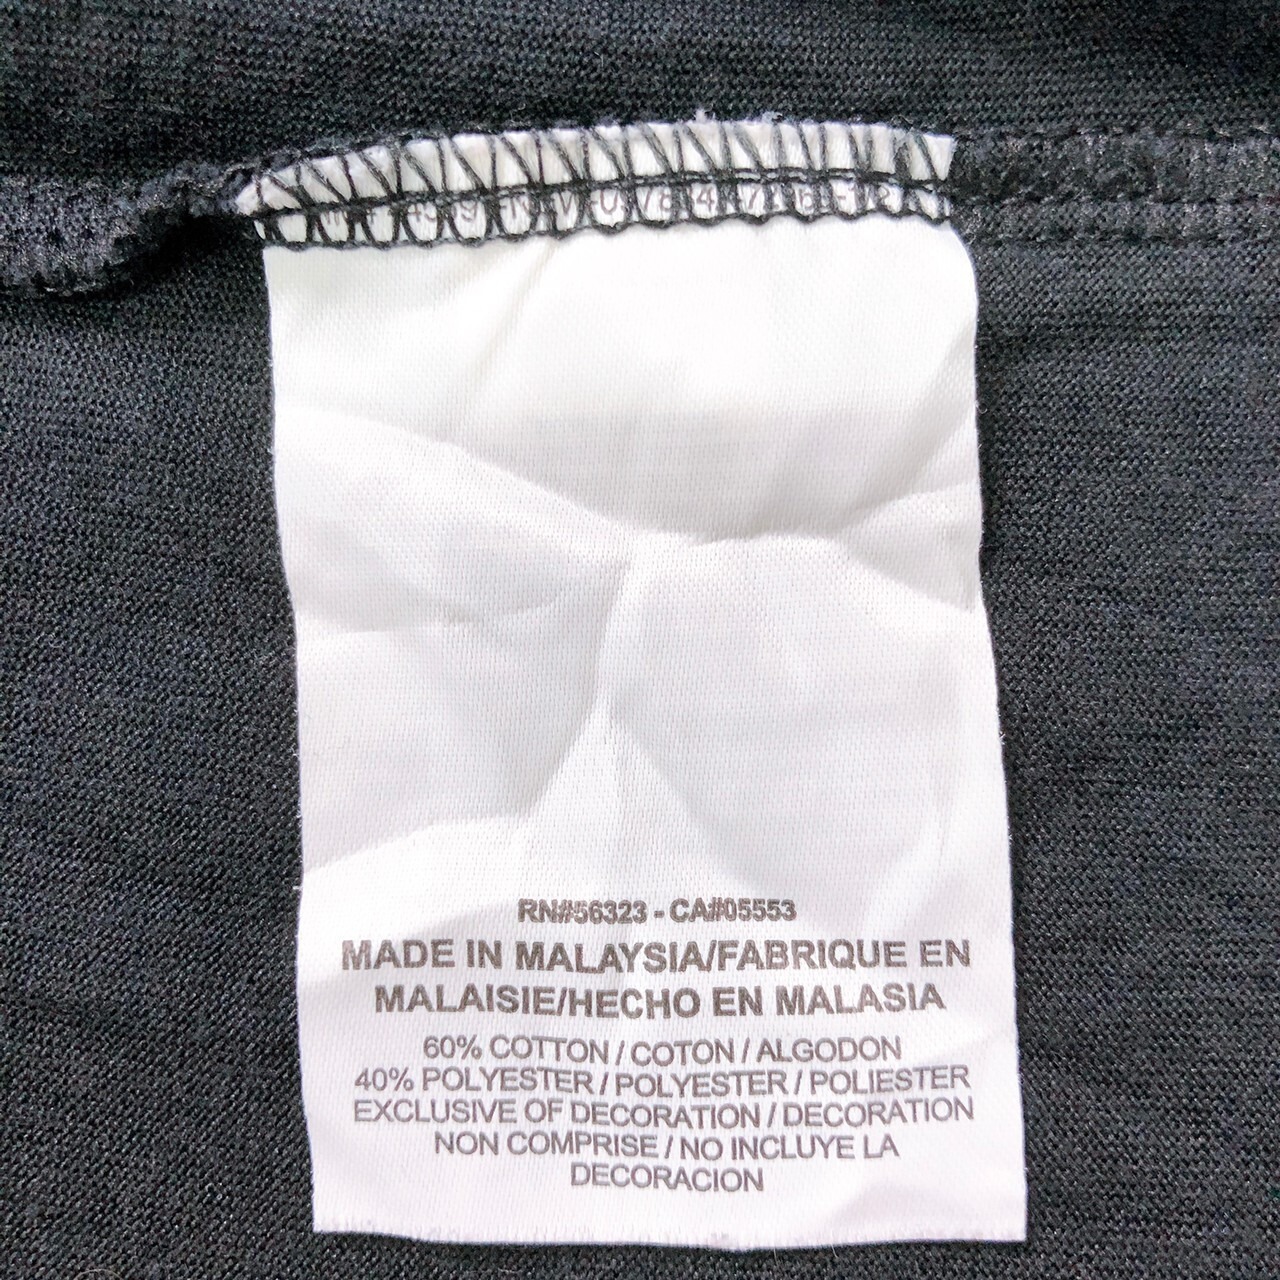 RN#56323 - CA#05553
MADE IN MALAYSIA/FABRIQUE EN
MALAISIE/HECHO EN MALASIA
60% COTTON / COTON / ALGODON
40% POLYESTER / POLYESTER / POLIESTER
EXCLUSIVE OF DECORATION / DECORATION
NON COMPRISE / NO INCLUYE LA
DECORACION